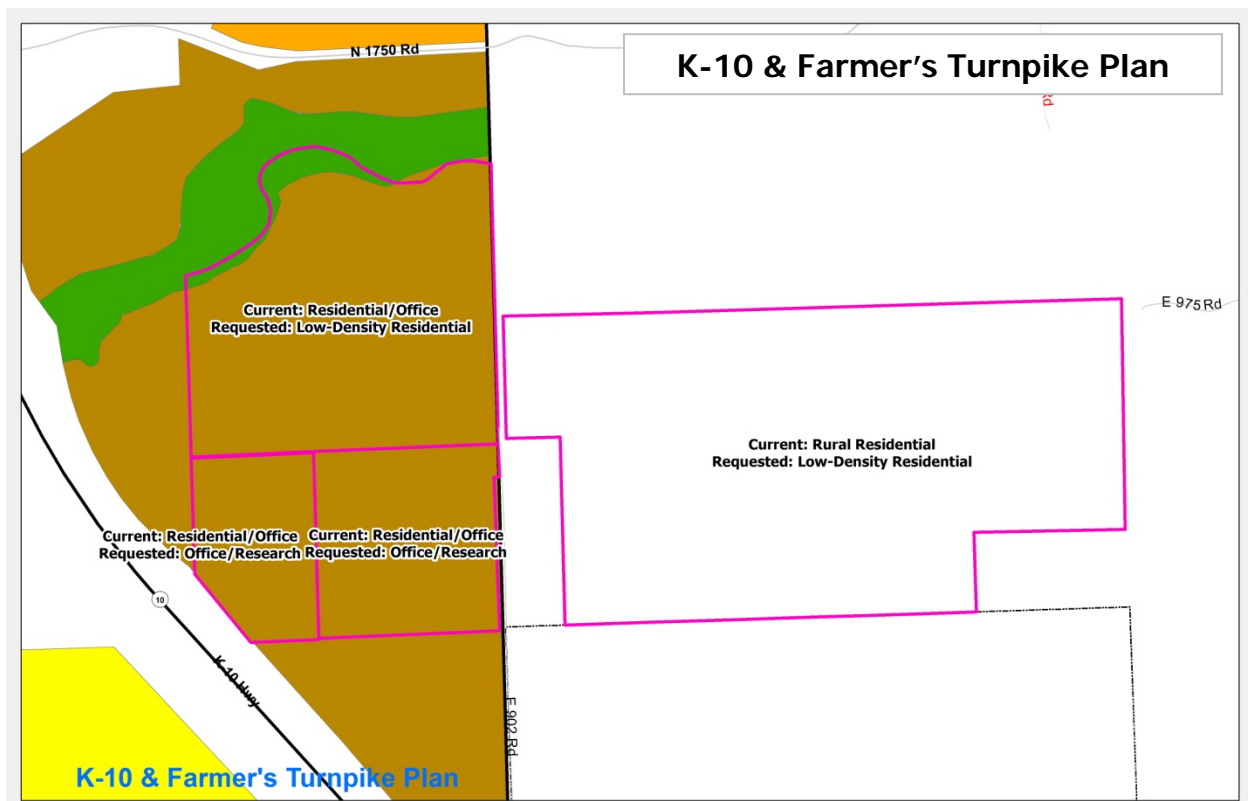 N 1750 Rd
K-10 & Farmer’s Turnpike Plan
Rd
E 975 Rd
Current: Residential/Office
Requested: Low-Density Residential
Current: Rural Residential
Requested: Low-Density Residential
Current: Residential/Office
Requested: Office/Research
Current: Residential/Office
Requested: Office/Research
10
K-10 Hwy
E 902 Rd
K-10 & Farmer's Turnpike Plan